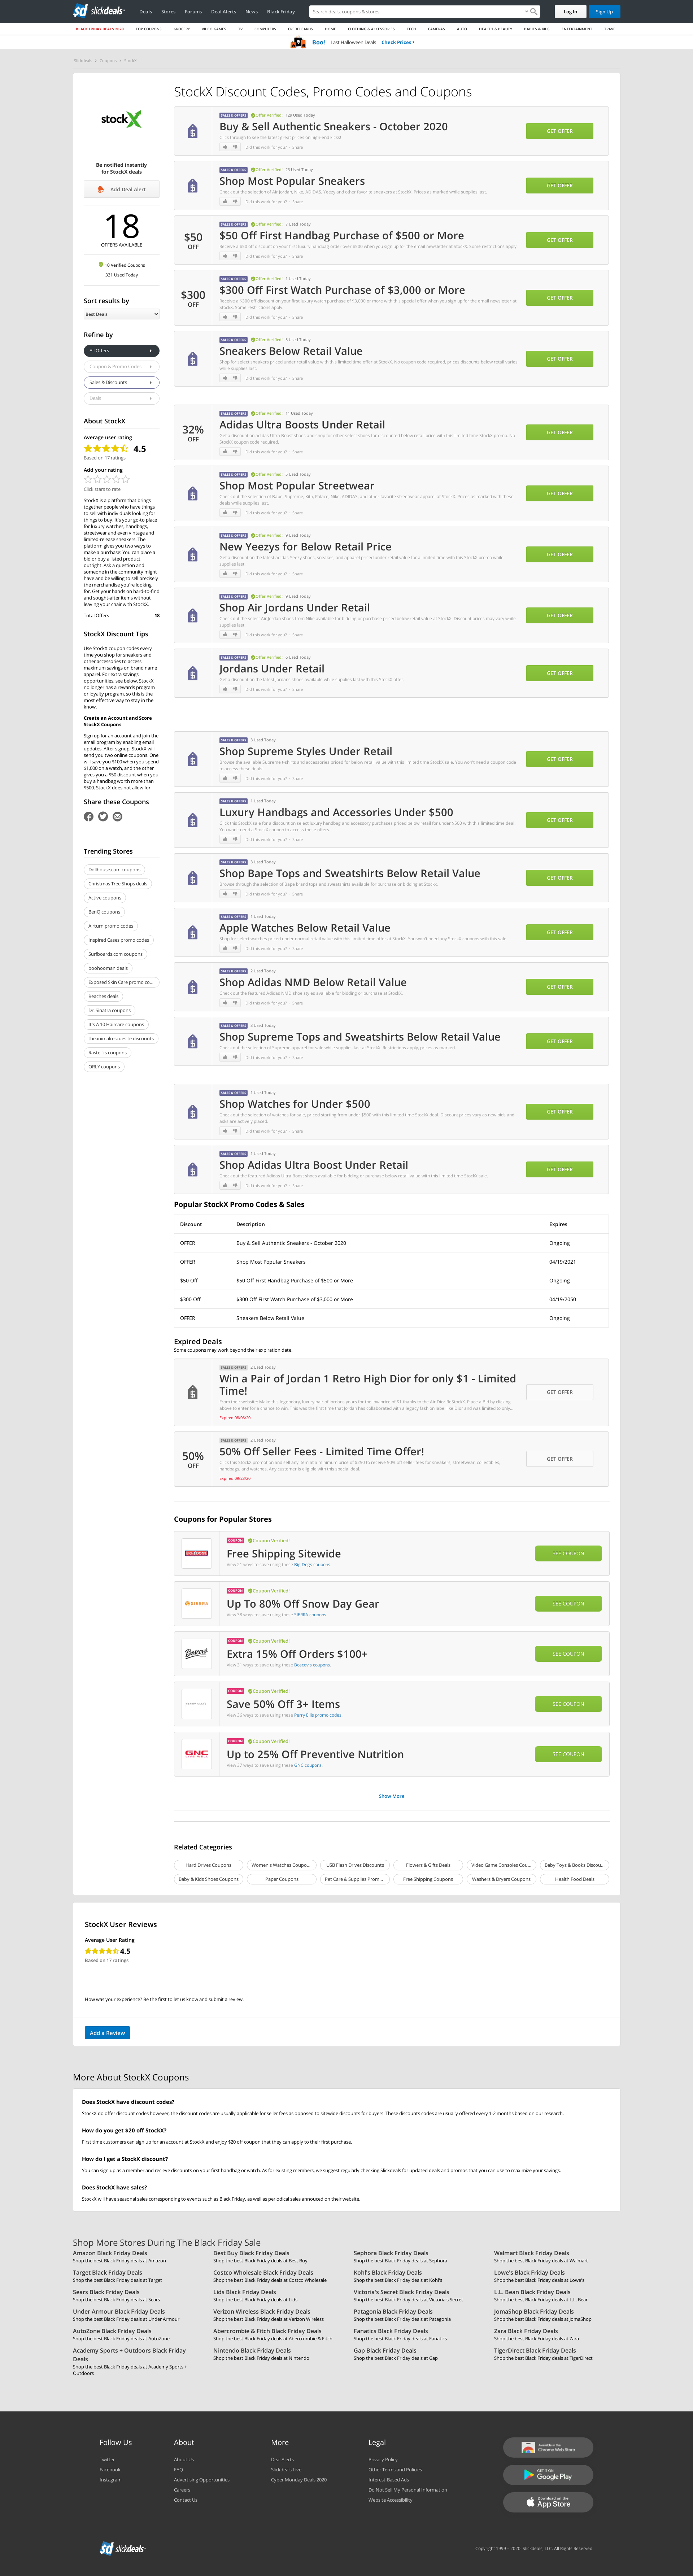 slickdeals
Deals Stores Forums Deal Alerts News Black Friday
Search deals, coupons & stores
Log In
Sign Up
BLACK FRIDAY DEALS 2020 TOP COUPONS GROCERY VIDEO GAMES TV COMPUTERS CREDIT CARDS HOME CLOTHING & ACCESSORIES TECH CAMERAS AUTO HEALTH & BEAUTY BABIES & KIDS ENTERTAINMENT TRAVEL
Boo! Last Halloween Deals Check Prices ›
Slickdeals › Coupons › StockX
stockX
Be notified instantly
for StockX deals
Add Deal Alert
18
OFFERS AVAILABLE
10 Verified Coupons
331 Used Today
Sort results by
Best Deals
Refine by
All Offers
Coupon & Promo Codes
Sales & Discounts
Deals
About StockX
Average user rating
4.5
Based on 17 ratings
Add your rating
Click stars to rate
StockX is a platform that brings
together people who have things
to sell with individuals looking for
things to buy. It's your go-to place
for luxury watches, handbags,
streetwear and even vintage and
limited-release sneakers. The
platform gives you two ways to
make a purchase: You can place a
bid or buy a listed product
outright. Ask a question and
someone in the community might
have and be willing to sell precisely
the merchandise you're looking
for. Get your hands on hard-to-find
and sought-after items without
leaving your chair with StockX.
Total Offers 18
StockX Discount Tips
Use StockX coupon codes every
time you shop for sneakers and
other accessories to access
maximum savings on brand name
apparel. For extra savings
opportunities, see below. StockX
no longer has a rewards program
or loyalty program, so this is the
most effective way to stay in the
know.
Create an Account and Score
StockX Coupons
Sign up for an account and join the
email program by enabling email
updates. After signup, StockX will
send you two online coupons. One
will save you $100 when you spend
$1,000 on a watch, and the other
gives you a $50 discount when you
buy a handbag worth more than
$500. StockX does not allow for
Share these Coupons
Trending Stores
Dollhouse.com coupons
Christmas Tree Shops deals
Active coupons
BenQ coupons
Airturn promo codes
Inspired Cases promo codes
Surfboards.com coupons
boohooman deals
Exposed Skin Care promo co...
Beaches deals
Dr. Sinatra coupons
It's A 10 Haircare coupons
theanimalrescuesite discounts
Rastelli's coupons
ORLY coupons
StockX Discount Codes, Promo Codes and Coupons
SALES & OFFERS Offer Verified! 129 Used Today
Buy & Sell Authentic Sneakers - October 2020
Click through to see the latest great prices on high-end kicks!
Did this work for you? Share
GET OFFER
SALES & OFFERS Offer Verified! 20 Used Today
Shop Most Popular Sneakers
Check out the selection of Air Jordan, Nike, ADIDAS, Yeezy and other favorite sneakers at StockX. Prices as marked while supplies last.
Did this work for you? Share
GET OFFER
$50
OFF
SALES & OFFERS Offer Verified! 7 Used Today
$50 Off First Handbag Purchase of $500 or More
Receive a $50 off discount on your first luxury handbag order over $500 when you sign up for the email newsletter at StockX. Some restrictions apply.
Did this work for you? Share
GET OFFER
$300
OFF
SALES & OFFERS Offer Verified! 1 Used Today
$300 Off First Watch Purchase of $3,000 or More
Receive a $300 off discount on your first luxury watch purchase of $3,000 or more with this special offer when you sign up for the email newsletter at
StockX. Some restrictions apply.
Did this work for you? Share
GET OFFER
SALES & OFFERS Offer Verified! 5 Used Today
Sneakers Below Retail Value
Shop for select sneakers priced under retail value with this limited time offer at StockX. No coupon code required, prices discounts below retail varies
while supplies last.
Did this work for you? Share
GET OFFER
32%
OFF
SALES & OFFERS Offer Verified! 11 Used Today
Adidas Ultra Boosts Under Retail
Get a discount on adidas Ultra Boost shoes and shop for other select shoes for discounted below retail price with this limited time StockX promo. No
StockX coupon code required.
Did this work for you? Share
GET OFFER
SALES & OFFERS Offer Verified! 5 Used Today
Shop Most Popular Streetwear
Check out the selection of Bape, Supreme, Kith, Palace, Nike, ADIDAS, and other favorite streetwear apparel at StockX. Prices as marked with these
deals while supplies last.
Did this work for you? Share
GET OFFER
SALES & OFFERS Offer Verified! 9 Used Today
New Yeezys for Below Retail Price
Get a discount on the latest adidas Yeezy shoes, sneakes, and apparel priced under retail value for a limited time with this StockX promo while
supplies last.
Did this work for you? Share
GET OFFER
SALES & OFFERS Offer Verified! 9 Used Today
Shop Air Jordans Under Retail
Check out the select Air Jordan shoes from Nike available for bidding or purchase priced below retail value at StockX. Discount prices may vary while
supplies last.
Did this work for you? Share
GET OFFER
SALES & OFFERS Offer Verified! 6 Used Today
Jordans Under Retail
Get a discount on the latest Jordans shoes available while supplies last with this StockX offer.
Did this work for you? Share
GET OFFER
SALES & OFFERS 2 Used Today
Shop Supreme Styles Under Retail
Browse the available Supreme t-shirts and accessories priced for below retail value with this limited time StockX sale. You won't need a coupon code
to access these deals!
Did this work for you? Share
GET OFFER
SALES & OFFERS 1 Used Today
Luxury Handbags and Accessories Under $500
Click this StockX sale for a discount on select luxury handbag and accessory purchases priced below retail for under $500 with this limited time deal.
You won't need a StockX coupon to access these offers.
Did this work for you? Share
GET OFFER
SALES & OFFERS 3 Used Today
Shop Bape Tops and Sweatshirts Below Retail Value
Browse through the selection of Bape brand tops and sweatshirts available for purchase or bidding at StockX.
Did this work for you? Share
GET OFFER
SALES & OFFERS 1 Used Today
Apple Watches Below Retail Value
Shop for select watches priced under normal retail value with this limited time offer at StockX. You won't need any StockX coupons with this sale.
Did this work for you? Share
GET OFFER
SALES & OFFERS 2 Used Today
Shop Adidas NMD Below Retail Value
Check out the featured Adidas NMD shoe styles available for bidding or purchase at StockX.
Did this work for you? Share
GET OFFER
SALES & OFFERS 3 Used Today
Shop Supreme Tops and Sweatshirts Below Retail Value
Check out the selection of Supreme apparel for sale while supplies last at StockX. Restrictions apply, prices as marked.
Did this work for you? Share
GET OFFER
SALES & OFFERS 1 Used Today
Shop Watches for Under $500
Check out the selection of watches for sale, priced starting from under $500 with this limited time StockX deal. Discount prices vary as new bids and
asks are actively placed.
Did this work for you? Share
GET OFFER
SALES & OFFERS 1 Used Today
Shop Adidas Ultra Boost Under Retail
Check out the featured Adidas Ultra Boost shoes available for bidding or purchase below retail value with this limited time StockX sale.
Did this work for you? Share
GET OFFER
Popular StockX Promo Codes & Sales
Discount Description Expires
OFFER Buy & Sell Authentic Sneakers - October 2020 Ongoing
OFFER Shop Most Popular Sneakers 04/19/2021
$50 Off $50 Off First Handbag Purchase of $500 or More Ongoing
$300 Off $300 Off First Watch Purchase of $3,000 or More 04/19/2050
OFFER Sneakers Below Retail Value Ongoing
Expired Deals
Some coupons may work beyond their expiration date.
SALES & OFFERS 2 Used Today
Win a Pair of Jordan 1 Retro High Dior for only $1 - Limited
Time!
GET OFFER
Expired 08/06/20
50%
OFF
SALES & OFFERS 2 Used Today
50% Off Seller Fees - Limited Time Offer!
Click this StockX promotion and sell any item at a minimum price of $250 to receive 50% off seller fees for sneakers, streetwear, collectibles,
handbags, and watches. Any customer is eligible with this special deal.
GET OFFER
Expired 09/23/20
Coupons for Popular Stores
COUPON Coupon Verified!
Free Shipping Sitewide
View 21 ways to save using these Big Dogs coupons.
SEE COUPON
SIERRA
COUPON Coupon Verified!
Up To 80% Off Snow Day Gear
View 38 ways to save using these SIERRA coupons.
SEE COUPON
Boscov's
COUPON Coupon Verified!
Extra 15% Off Orders $100+
View 31 ways to save using these Boscov's coupons.
SEE COUPON
PERRY ELLIS
COUPON Coupon Verified!
Save 50% Off 3+ Items
View 36 ways to save using these Perry Ellis promo codes.
SEE COUPON
GNC
LIVE WELL
COUPON Coupon Verified!
Up to 25% Off Preventive Nutrition
View 37 ways to save using these GNC coupons.
SEE COUPON
Show More
Related Categories
Hard Drives Coupons Women's Watches Coupo... USB Flash Drives Discounts Flowers & Gifts Deals Video Game Consoles Cou... Baby Toys & Books Discou...
Baby & Kids Shoes Coupons Paper Coupons Pet Care & Supplies Prom... Free Shipping Coupons Washers & Dryers Coupons Health Food Deals
StockX User Reviews
Average User Rating
4.5
Based on 17 ratings
How was your experience? Be the first to let us know and submit a review.
Add a Review
More About StockX Coupons
Does StockX have discount codes?
StockX do offer discount codes however, the discount codes are usually applicable for seller fees as opposed to sitewide discounts for buyers. These discounts codes are usually offered every 1-2 months based on our research.
How do you get $20 off StockX?
First time customers can sign up for an account at StockX and enjoy $20 off coupon that they can apply to their first purchase.
How do I get a StockX discount?
You can sign up as a member and recieve discounts on your first handbag or watch. As for existing members, we suggest regularly checking Slickdeals for updated deals and promos that you can use to maximize your savings.
Does StockX have sales?
StockX will have seasonal sales corresponding to events such as Black Friday, as well as periodical sales announced on their website.
Shop More Stores During The Black Friday Sale
Amazon Black Friday Deals
Shop the best Black Friday deals at Amazon
Best Buy Black Friday Deals
Shop the best Black Friday deals at Best Buy
Sephora Black Friday Deals
Shop the best Black Friday deals at Sephora
Walmart Black Friday Deals
Shop the best Black Friday deals at Walmart
Target Black Friday Deals
Shop the best Black Friday deals at Target
Costco Wholesale Black Friday Deals
Shop the best Black Friday deals at Costco Wholesale
Kohl's Black Friday Deals
Shop the best Black Friday deals at Kohl's
Lowe's Black Friday Deals
Shop the best Black Friday deals at Lowe's
Sears Black Friday Deals
Shop the best Black Friday deals at Sears
Lids Black Friday Deals
Shop the best Black Friday deals at Lids
Victoria's Secret Black Friday Deals
Shop the best Black Friday deals at Victoria's Secret
L.L. Bean Black Friday Deals
Shop the best Black Friday deals at L.L. Bean
Under Armour Black Friday Deals
Shop the best Black Friday deals at Under Armour
Verizon Wireless Black Friday Deals
Shop the best Black Friday deals at Verizon Wireless
Patagonia Black Friday Deals
Shop the best Black Friday deals at Patagonia
JomaShop Black Friday Deals
Shop the best Black Friday deals at JomaShop
AutoZone Black Friday Deals
Shop the best Black Friday deals at AutoZone
Abercrombie & Fitch Black Friday Deals
Shop the best Black Friday deals at Abercrombie & Fitch
Fanatics Black Friday Deals
Shop the best Black Friday deals at Fanatics
Zara Black Friday Deals
Shop the best Black Friday deals at Zara
Academy Sports + Outdoors Black Friday
Deals
Shop the best Black Friday deals at Academy Sports +
Outdoors
Nintendo Black Friday Deals
Shop the best Black Friday deals at Nintendo
Gap Black Friday Deals
Shop the best Black Friday deals at Gap
TigerDirect Black Friday Deals
Shop the best Black Friday deals at TigerDirect
Follow Us
Twitter
Facebook
Instagram
About
About Us
FAQ
Advertising Opportunities
Careers
Contact Us
More
Deal Alerts
Slickdeals Live
Cyber Monday Deals 2020
Legal
Privacy Policy
Other Terms and Policies
Interest-Based Ads
Do Not Sell My Personal Information
Website Accessibility
Available in the
Chrome Web Store
GET IT ON
Google Play
Download on the
App Store
slickdeals
Copyright 1999 - 2020. Slickdeals, LLC. All Rights Reserved.